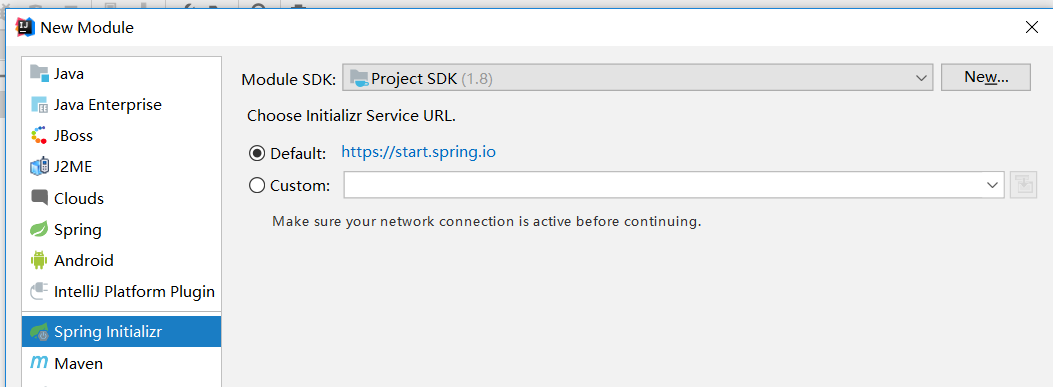 New Module
Java
Java Enterprise
JBoss
J2ME
Clouds
Spring
Android
IntelliJ Platform Plugin
Spring Initializr
Maven
Module SDK: Project SDK (1.8) New...
Choose Initializr Service URL.
Default: https://start.spring.io
Custom:
Make sure your network connection is active before continuing.